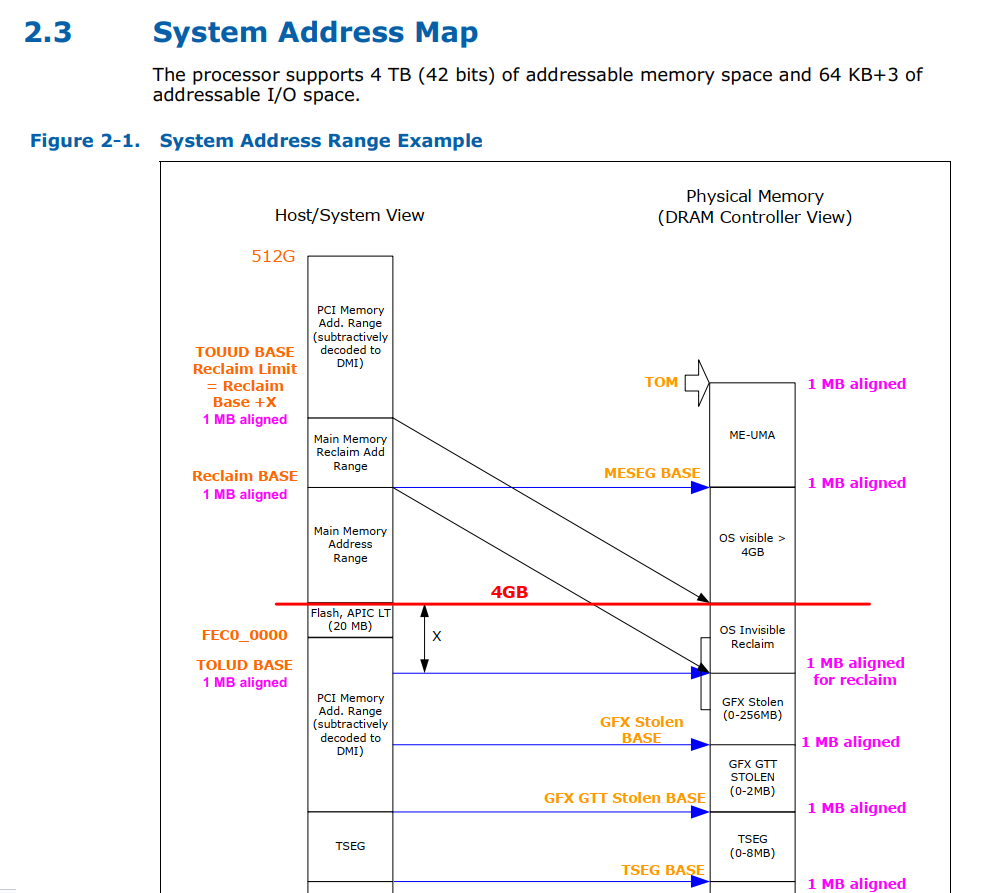 2.3 System Address Map
The processor supports 4 TB (42 bits) of addressable memory space and 64 KB+3 of
addressable I/O space.
Figure 2-1. System Address Range Example
Physical Memory
(DRAM Controller View)
Host/System View
512G
PCI Memory
Add. Range
(subtractively
decoded to
DMI)
TOUUD BASE
Reclaim Limit
= Reclaim
Base +X
1 MB aligned
TOM
1 MB aligned
ME-UMA
Main Memory
Reclaim Add
Range
Reclaim BASE
1 MB aligned
MESEG BASE
1 MB aligned
Main Memory
Address
Range
OS visible >
4GB
4GB
Flash, APIC LT
(20 MB)
FEC0_0000
X
OS Invisible
Reclaim
TOLUD BASE
1 MB aligned
1 MB aligned
for reclaim
PCI Memory
Add. Range
(subtractively
decoded to
DMI)
GFX Stolen
(0-256MB)
GFX Stolen
BASE
1 MB aligned
GFX GTT
STOLEN
(0-2MB)
GFX GTT Stolen BASE
1 MB aligned
TSEG
TSEG
(0-8MB)
TSEG BASE
1 MB aligned